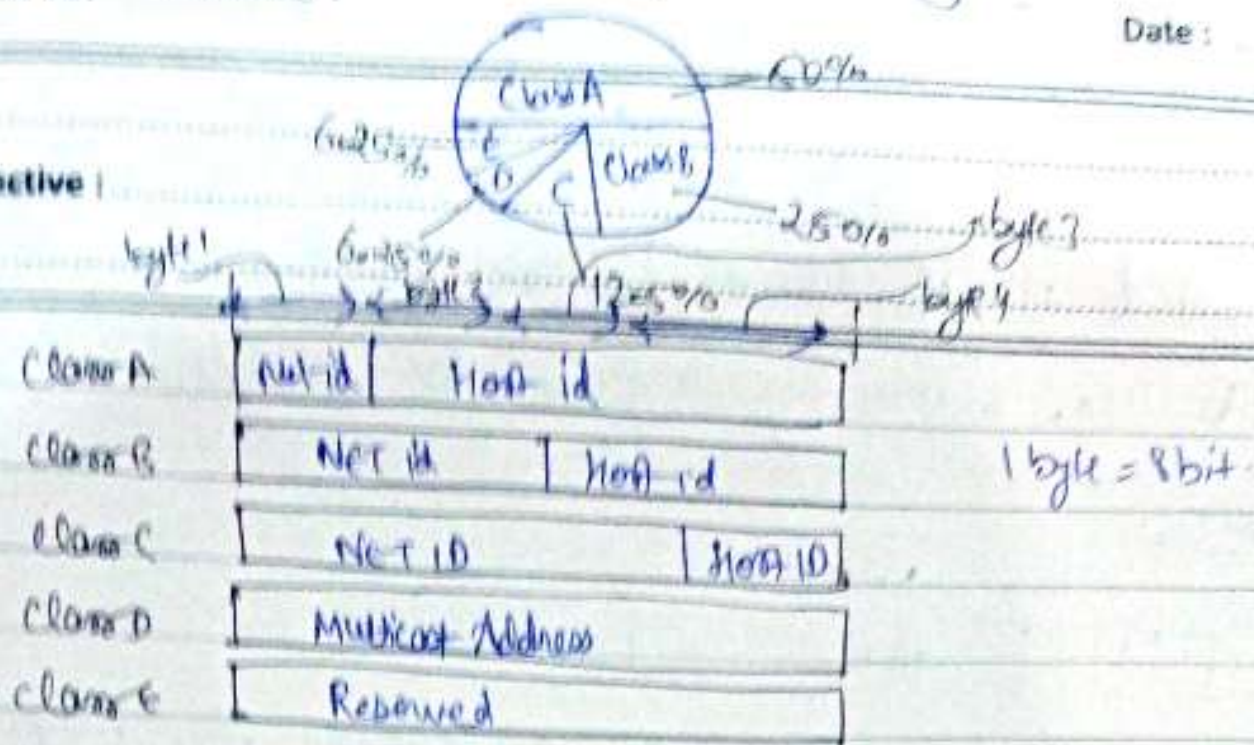 Date :
Class A
50%
6.25%
E
D
C
Class B
ective :
25%
byte 3
byte 1
6.25%
byte 2
12.5%
byte 4
Class A Net-id Host-id
Class B NET id Host-id
Class C NET ID Host ID
Class D Multicast Address
Class E Reserved
1 byte = 8 bit